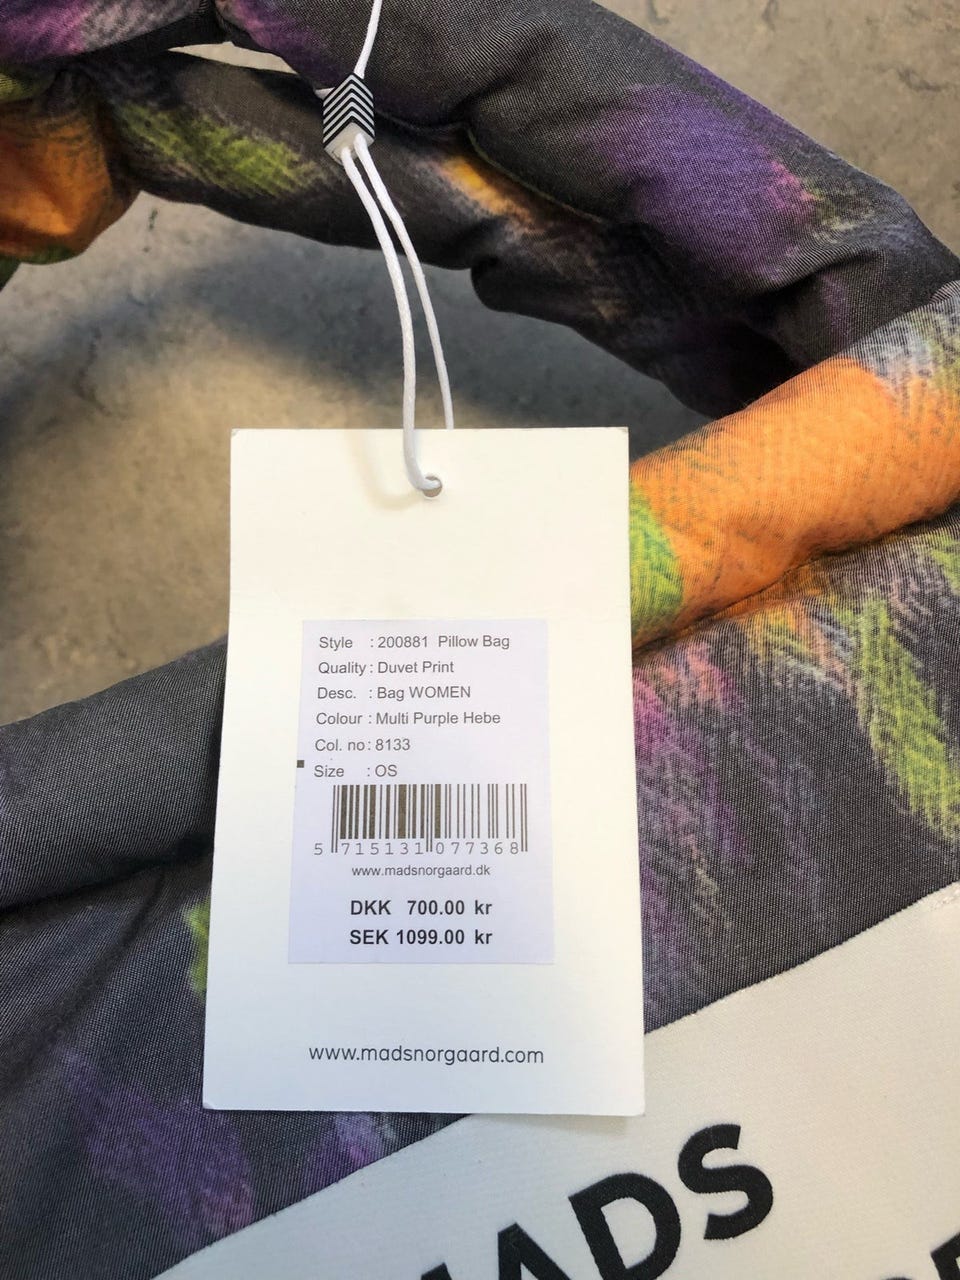 Style : 200881 Pillow Bag
Quality : Duvet Print
Desc. : Bag WOMEN
Colour : Multi Purple Hebe
Col. no : 8133
Size : OS
5 715131 077368
www.madsnorgaard.dk
DKK 700.00 kr
SEK 1099.00 kr
www.madsnorgaard.com
MADS